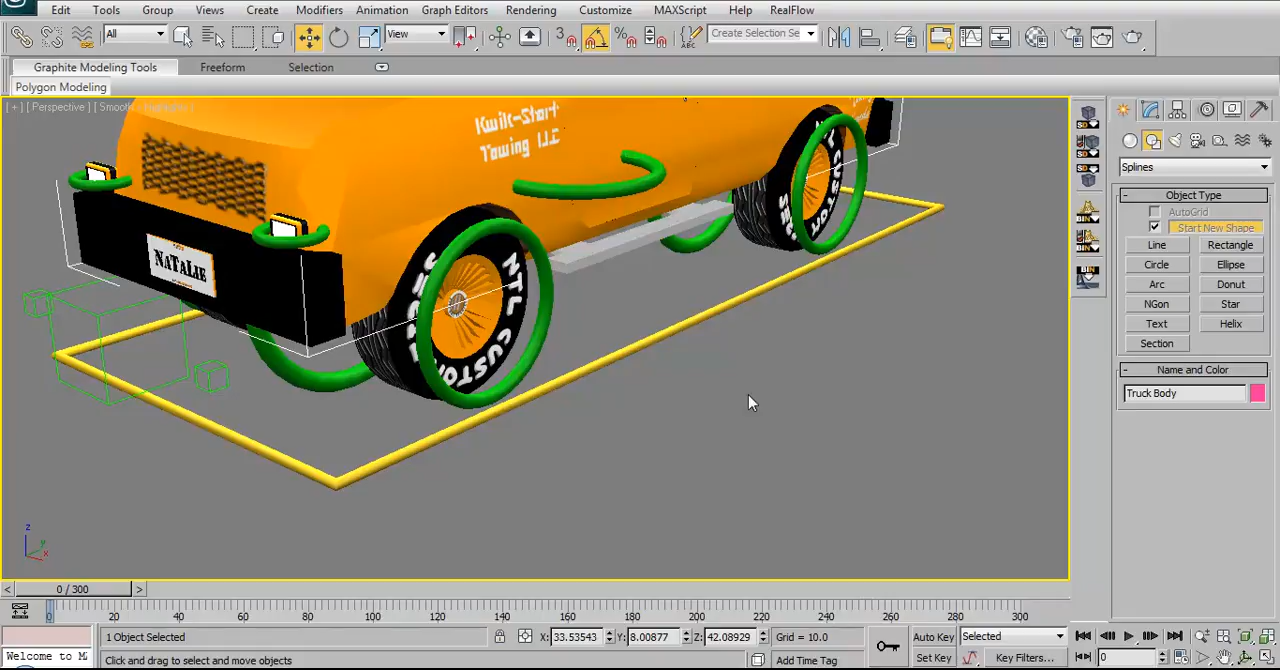 Edit Tools Group Views Create Modifiers Animation Graph Editors Rendering Customize MAXScript Help RealFlow
All View 3 Create Selection Se
Graphite Modeling Tools Freeform Selection
Polygon Modeling
[ + ] [ Perspective ]
Kwik-Start
Towing LLC
NATALIE
NTL CUSTOM
Splines
Object Type
AutoGrid
Start New Shape
Line Rectangle
Circle Ellipse
Arc Donut
NGon Star
Text Helix
Section
Name and Color
Truck Body
z
y
x
0 / 300
0 20 40 60 80 100 120 140 160 180 200 220 240 260 280 300
1 Object Selected X: 33.53543 Y: 8.00877 Z: 42.08929 Grid = 10.0 Auto Key Selected
Welcome to M Click and drag to select and move objects Add Time Tag Set Key Key Filters... 0